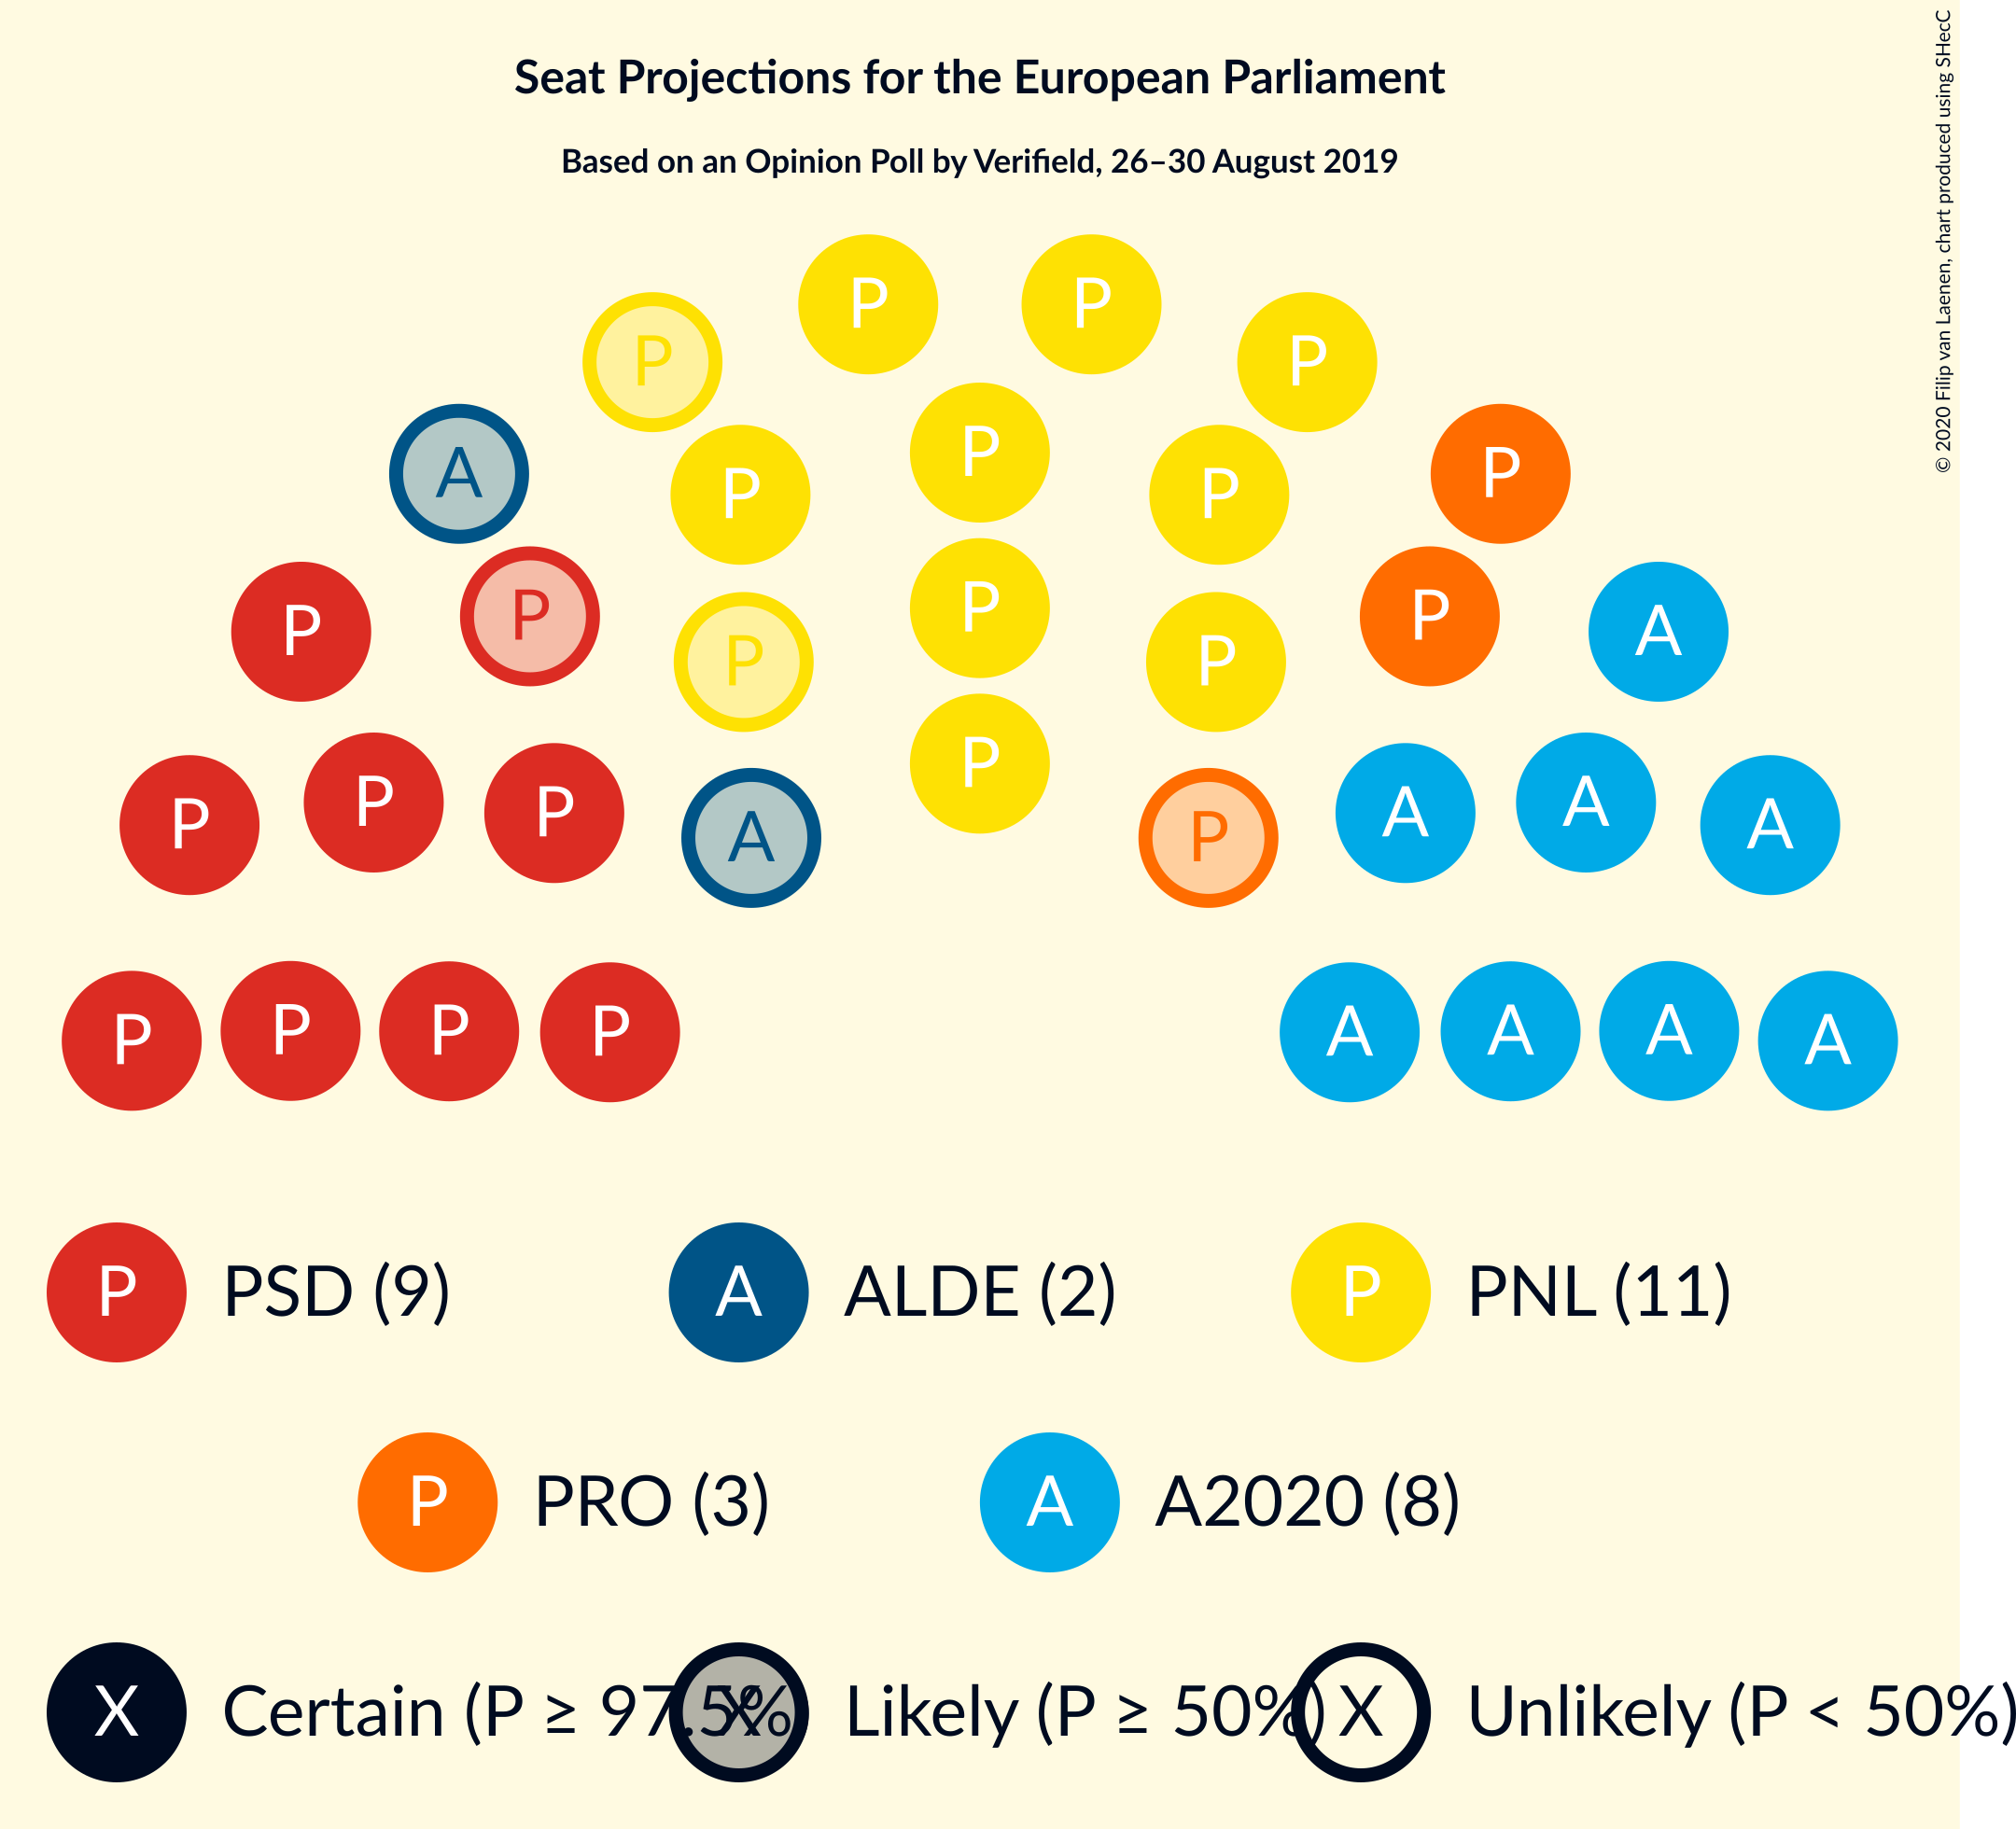 Seat Projections for the European Parliament
Based on an Opinion Poll by Verifield, 26–30 August 2019
© 2020 Filip van Laenen, chart produced using SHecC
P P
P P
P
A P P P
P P
P P A
P P P
P P P A P P A A A
P P P P A A A A
P PSD (9) A ALDE (2) P PNL (11)
P PRO (3) A A2020 (8)
X Certain (P ≥ 97.5% X Likely (P ≥ 50%) X Unlikely (P < 50%)